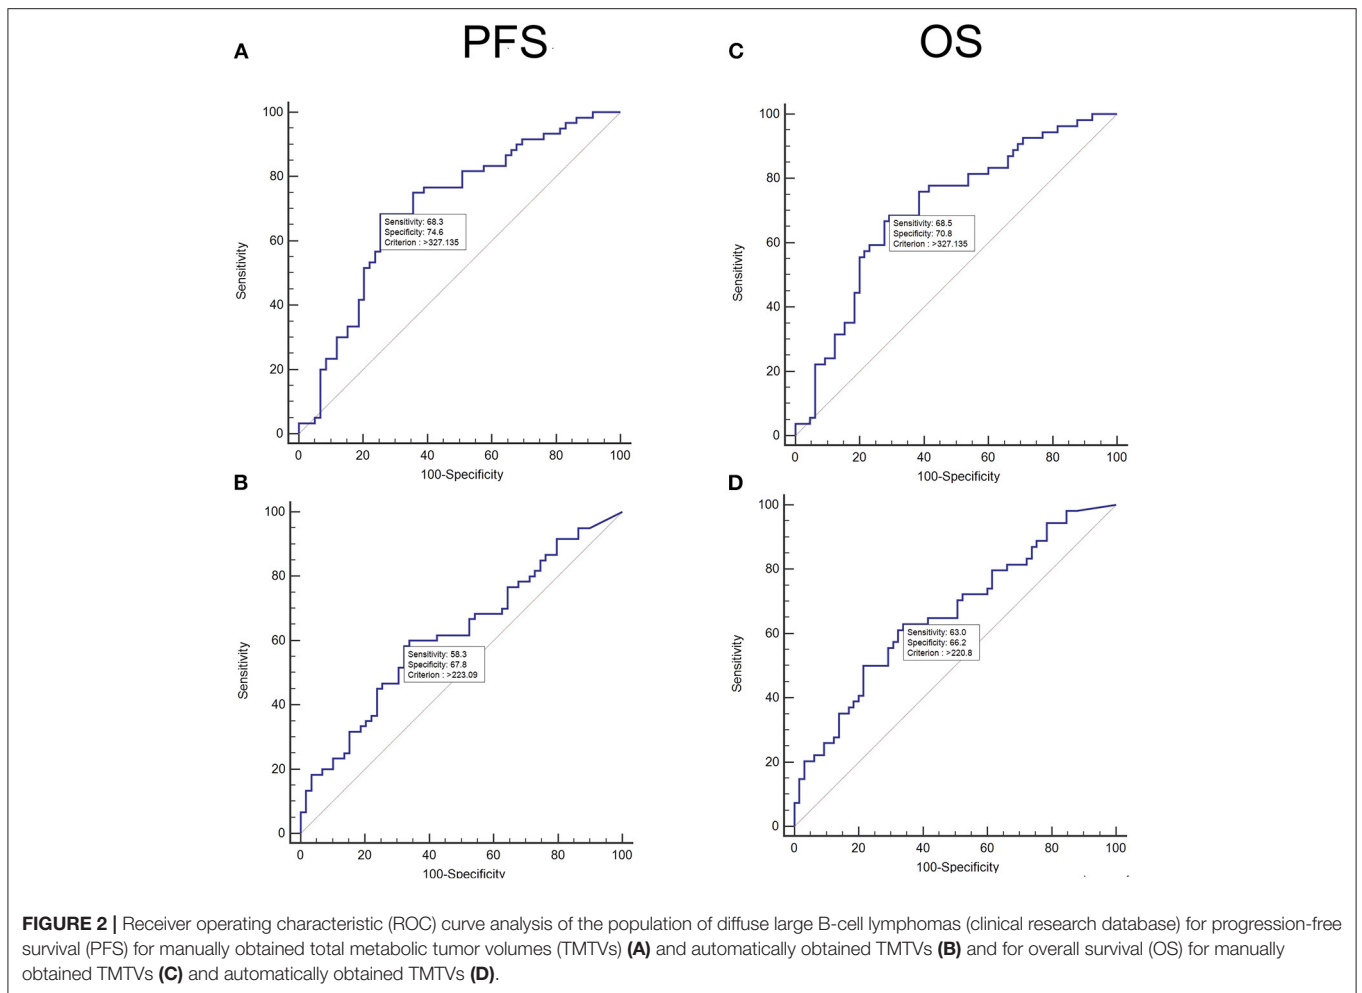 A
PFS
100
80
60
40
20
0
Sensitivity
Sensitivity: 68.3
Specificity: 74.6
Criterion : >327.135
0 20 40 60 80 100
100-Specificity
C
OS
100
80
60
40
20
0
Sensitivity
Sensitivity: 68.5
Specificity: 70.8
Criterion : >327.135
0 20 40 60 80 100
100-Specificity
B
100
80
60
40
20
0
Sensitivity
Sensitivity: 58.3
Specificity: 67.8
Criterion : >223.09
0 20 40 60 80 100
100-Specificity
D
100
80
60
40
20
0
Sensitivity
Sensitivity: 63.0
Specificity: 66.2
Criterion : >220.8
0 20 40 60 80 100
100-Specificity
FIGURE 2 | Receiver operating characteristic (ROC) curve analysis of the population of diffuse large B-cell lymphomas (clinical research database) for progression-free
survival (PFS) for manually obtained total metabolic tumor volumes (TMTVs) (A) and automatically obtained TMTVs (B) and for overall survival (OS) for manually
obtained TMTVs (C) and automatically obtained TMTVs (D).